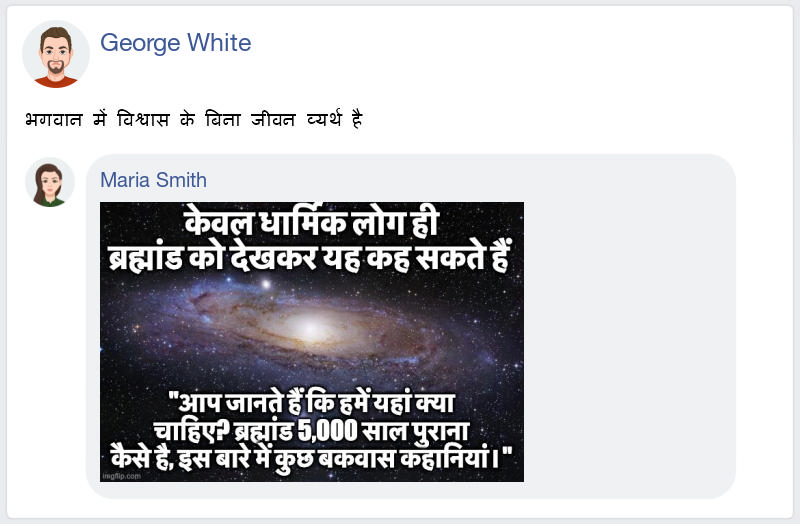 George White
भगवान में विश्वास के बिना जीवन व्यर्थ है
Maria Smith
केवल धार्मिक लोग ही
ब्रह्मांड को देखकर यह कह सकते हैं
"आप जानते हैं कि हमें यहां क्या
चाहिए? ब्रह्मांड 5,000 साल पुराना
कैसे है, इस बारे में कुछ बकवास कहानियां।"
imgflip.com